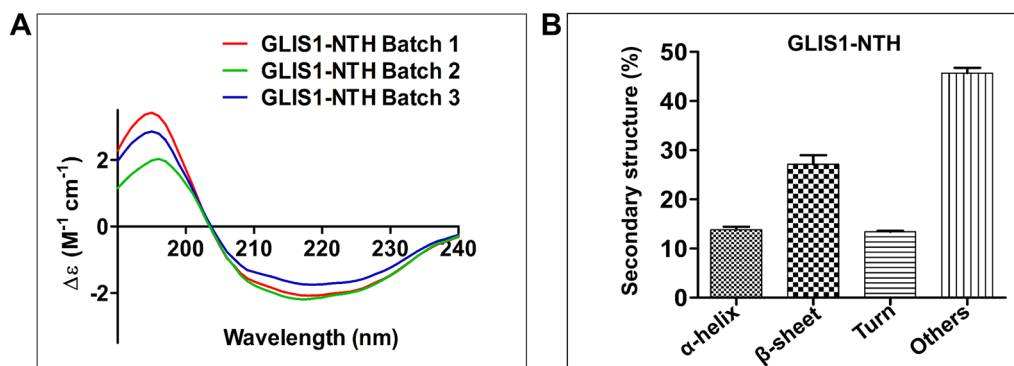 A
GLIS1-NTH Batch 1
GLIS1-NTH Batch 2
GLIS1-NTH Batch 3
Δε (M⁻¹ cm⁻¹)
2
0
-2
200
210
220
230
240
Wavelength (nm)
B
GLIS1-NTH
Secondary structure (%)
50
40
30
20
10
0
α-helix
β-sheet
Turn
Others